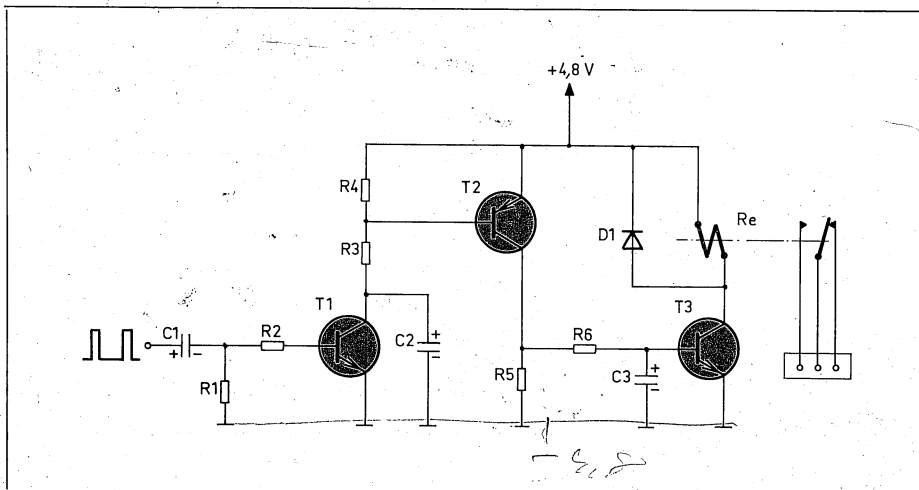 +4,8 V
R4
T2
R3
D1
Re
T1
T3
C1
R2
C2
R6
+
-
R1
R5
C3
+
-
+
-